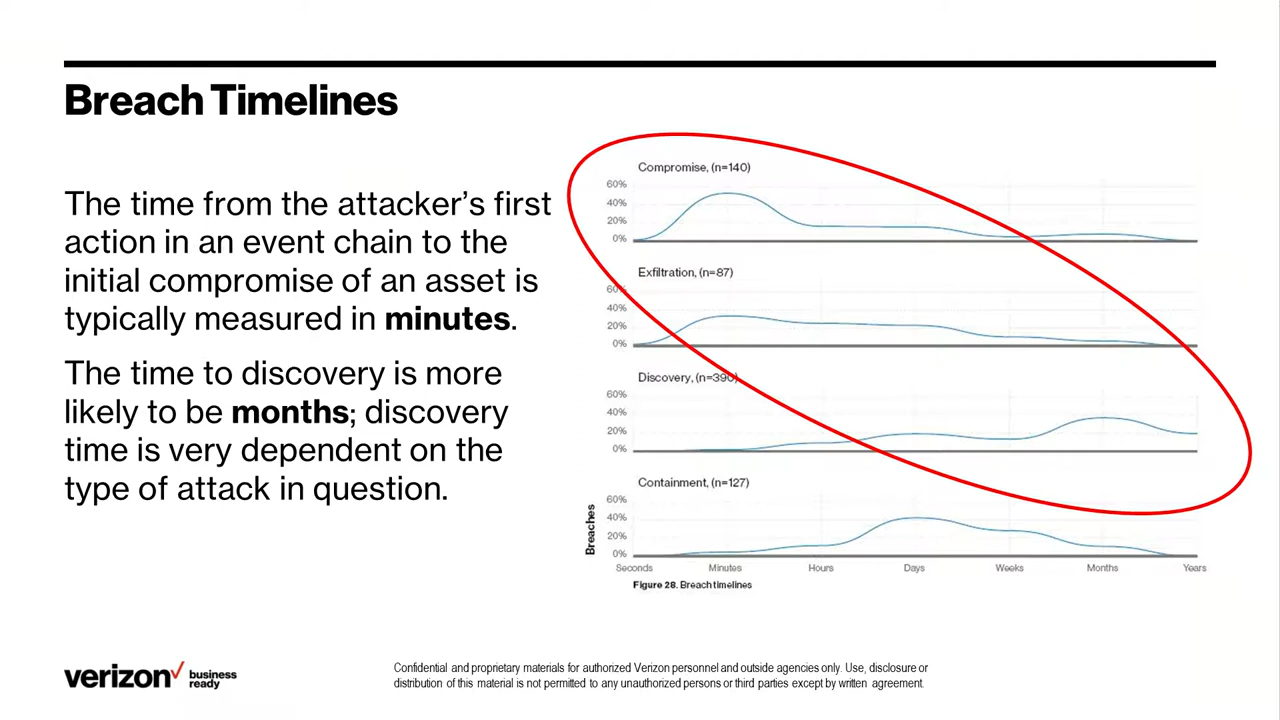 Breach Timelines
The time from the attacker’s first
action in an event chain to the
initial compromise of an asset is
typically measured in minutes.
The time to discovery is more
likely to be months; discovery
time is very dependent on the
type of attack in question.
Compromise, (n=140)
60%
40%
20%
0%
Exfiltration, (n=87)
60%
40%
20%
0%
Discovery, (n=390)
60%
40%
20%
0%
Containment, (n=127)
60%
40%
20%
0%
Breaches
Seconds Minutes Hours Days Weeks Months Years
Figure 28. Breach timelines
verizon✓ business
ready
Confidential and proprietary materials for authorized Verizon personnel and outside agencies only. Use, disclosure or
distribution of this material is not permitted to any unauthorized persons or third parties except by written agreement.